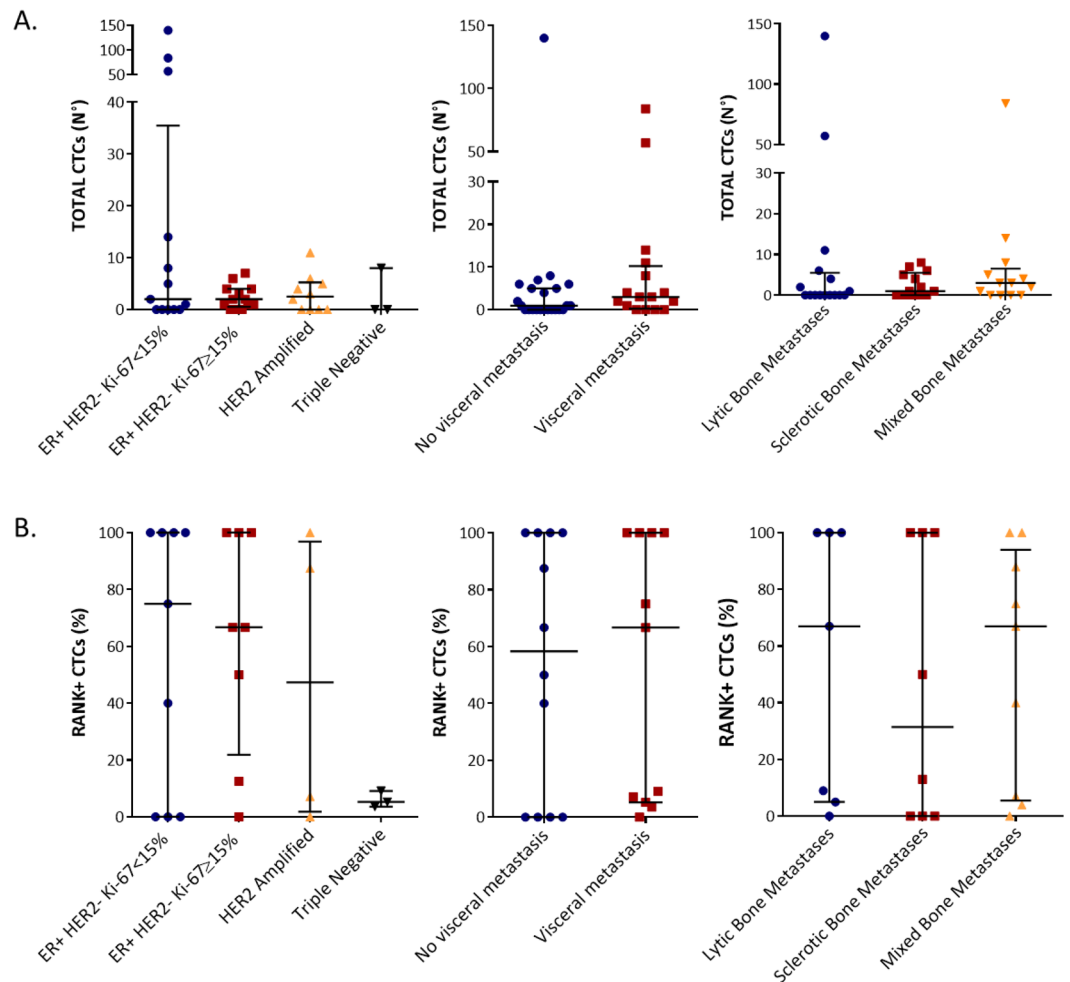 A.
TOTAL CTCs (N°)
150
100
50
40
30
20
10
0
ER+ HER2- Ki-67<15%
ER+ HER2- Ki-67≥15%
HER2 Amplified
Triple Negative
TOTAL CTCs (N°)
150
100
50
30
20
10
0
No visceral metastasis
Visceral metastasis
TOTAL CTCs (N°)
150
100
50
30
20
10
0
Lytic Bone Metastases
Sclerotic Bone Metastases
Mixed Bone Metastases
B.
RANK+ CTCs (%)
100
80
60
40
20
0
ER+ HER2- Ki-67<15%
ER+ HER2- Ki-67≥15%
HER2 Amplified
Triple Negative
RANK+ CTCs (%)
100
80
60
40
20
0
No visceral metastasis
Visceral metastasis
RANK+ CTCs (%)
100
80
60
40
20
0
Lytic Bone Metastases
Sclerotic Bone Metastases
Mixed Bone Metastases